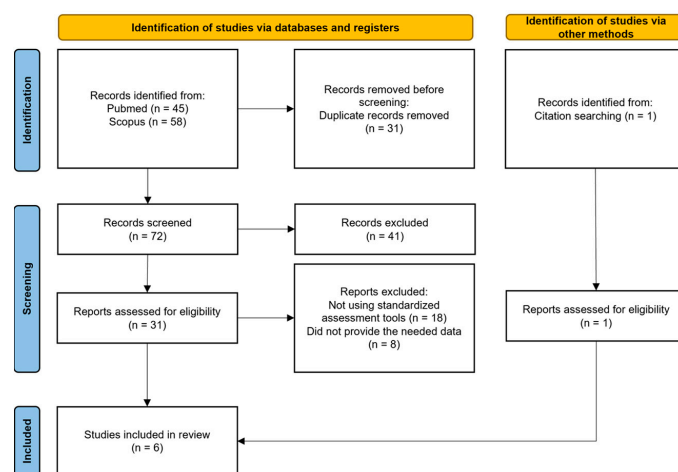 Identification of studies via databases and registers
Identification of studies via
other methods
Identification
Records identified from:
Pubmed (n = 45)
Scopus (n = 58)
Records removed before
screening:
Duplicate records removed
(n = 31)
Records identified from:
Citation searching (n = 1)
Screening
Records screened
(n = 72)
Records excluded
(n = 41)
Reports assessed for eligibility
(n = 31)
Reports excluded:
Not using standardized
assessment tools (n = 18)
Did not provide the needed data
(n = 8)
Reports assessed for eligibility
(n = 1)
Included
Studies included in review
(n = 6)